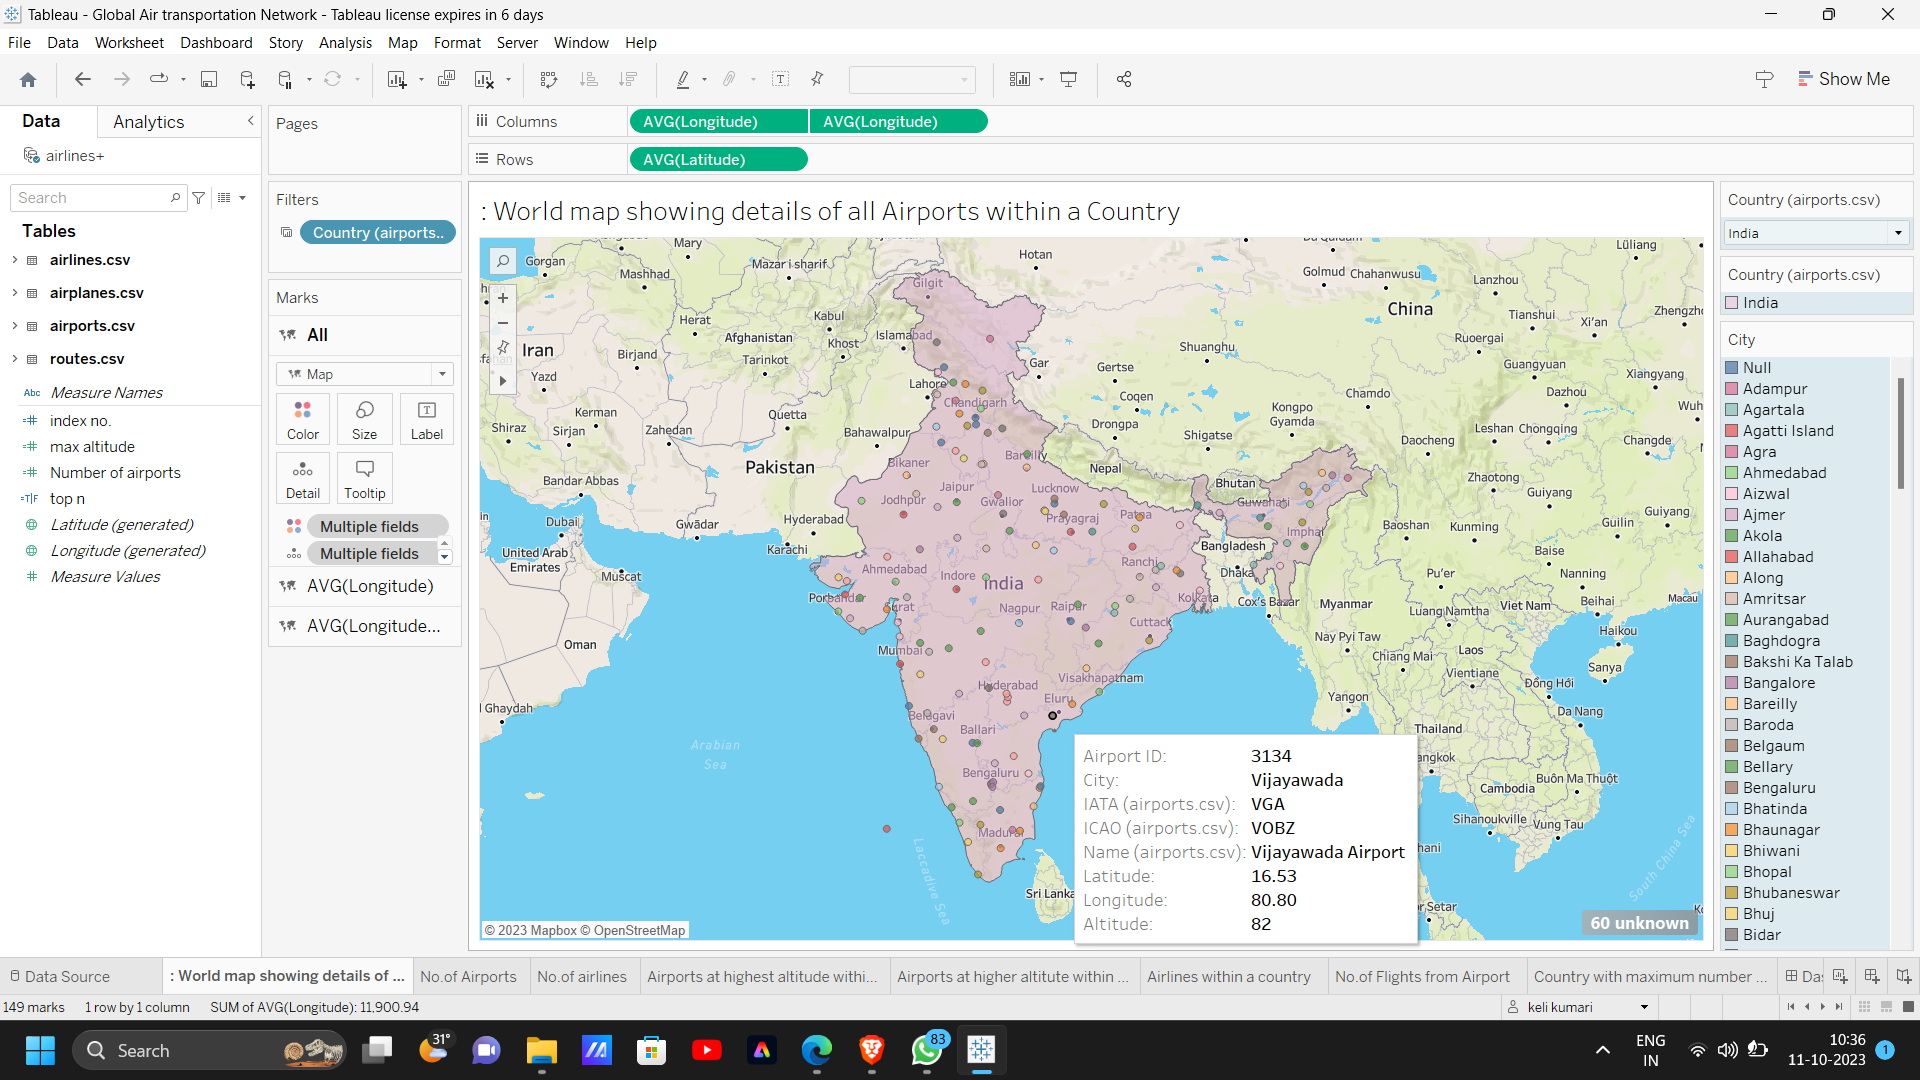 Tableau - Global Air transportation Network - Tableau license expires in 6 days
File Data Worksheet Dashboard Story Analysis Map Format Server Window Help
Show Me
Data
Analytics
airlines+
Search
Tables
airlines.csv
airplanes.csv
airports.csv
routes.csv
Abc Measure Names
index no.
max altitude
Number of airports
T|F top n
Latitude (generated)
Longitude (generated)
Measure Values
Pages
Filters
Country (airports..
Marks
All
Map
Color
Size
Label
Detail
Tooltip
Multiple fields
Multiple fields
AVG(Longitude)
AVG(Longitude...
Columns
AVG(Longitude)
AVG(Longitude)
Rows
AVG(Latitude)
: World map showing details of all Airports within a Country
Gorgan
Mary
Mashhad
Mazar i sharif
Hotan
Golmud
Chahanwusu
Lüliang
Lanzhou
Zhengzho
Gilgit
Kabul
Herat
Afghanistan
Khost
Islamabad
China
Tianshui
Xi'an
Iran
Birjand
Tarinkot
Gar
Shuanghu
Ruoergai
Guangyuan
Yazd
Lahore
Gertse
Chamdo
Xiangyang
Kerman
Quetta
Chandigarh
Coqen
Kongpo
Gyamda
Dazhou
Wuh
Shiraz
Sirjan
Zahedan
Bahawalpur
Drongpa
Shigatse
Daocheng
Leshan
Chongqing
Changde
Pakistan
Bikaner
Bareilly
Nepal
Bandar Abbas
Jaipur
Lucknow
Bhutan
Guwahati
Zhaotong
Guiyang
Dubai
Gwādar
Hyderabad
Jodhpur
Gwalior
Prayagraj
Patna
Baoshan
Kunming
Guilin
Guiyang
Karachi
Imphal
United Arab
Emirates
Bangladesh
Baise
Muscat
Ahmedabad
Indore
India
Ranchi
Dhaka
Pu'er
Nanning
Porbandar
Surat
Nagpur
Raipur
Kolkata
Cox's Bazar
Myanmar
Luang Namtha
Viet Nam
Beihai
Macau
Cuttack
Nay Pyi Taw
Haikou
Oman
Mumbai
Chiang Mai
Laos
Sanya
Hyderabad
Visakhapatnam
Vientiane
Đồng Hới
l Ghaydah
Eluru
Yangon
Da Nang
Belagavi
Ballari
Thailand
Arabian
Sea
Bengaluru
Buôn Ma Thuột
Cambodia
Sihanoukville
Vung Tau
Madurai
Laccadive Sea
Sri Lanka
South China Sea
Airport ID: 3134
City: Vijayawada
IATA (airports.csv): VGA
ICAO (airports.csv): VOBZ
Name (airports.csv): Vijayawada Airport
Latitude: 16.53
Longitude: 80.80
Altitude: 82
60 unknown
© 2023 Mapbox © OpenStreetMap
Country (airports.csv)
India
Country (airports.csv)
India
City
Null
Adampur
Agartala
Agatti Island
Agra
Ahmedabad
Aizwal
Ajmer
Akola
Allahabad
Along
Amritsar
Aurangabad
Baghdogra
Bakshi Ka Talab
Bangalore
Bareilly
Baroda
Belgaum
Bellary
Bengaluru
Bhatinda
Bhaunagar
Bhiwani
Bhopal
Bhubaneswar
Bhuj
Bidar
Data Source
: World map showing details of ...
No.of Airports
No.of airlines
Airports at highest altitude withi...
Airports at higher altitute within ...
Airlines within a country
No.of Flights from Airport
Country with maximum number ...
Das
149 marks
1 row by 1 column
SUM of AVG(Longitude): 11,900.94
keli kumari
Search
31°
83
ENG
IN
10:36
11-10-2023
1